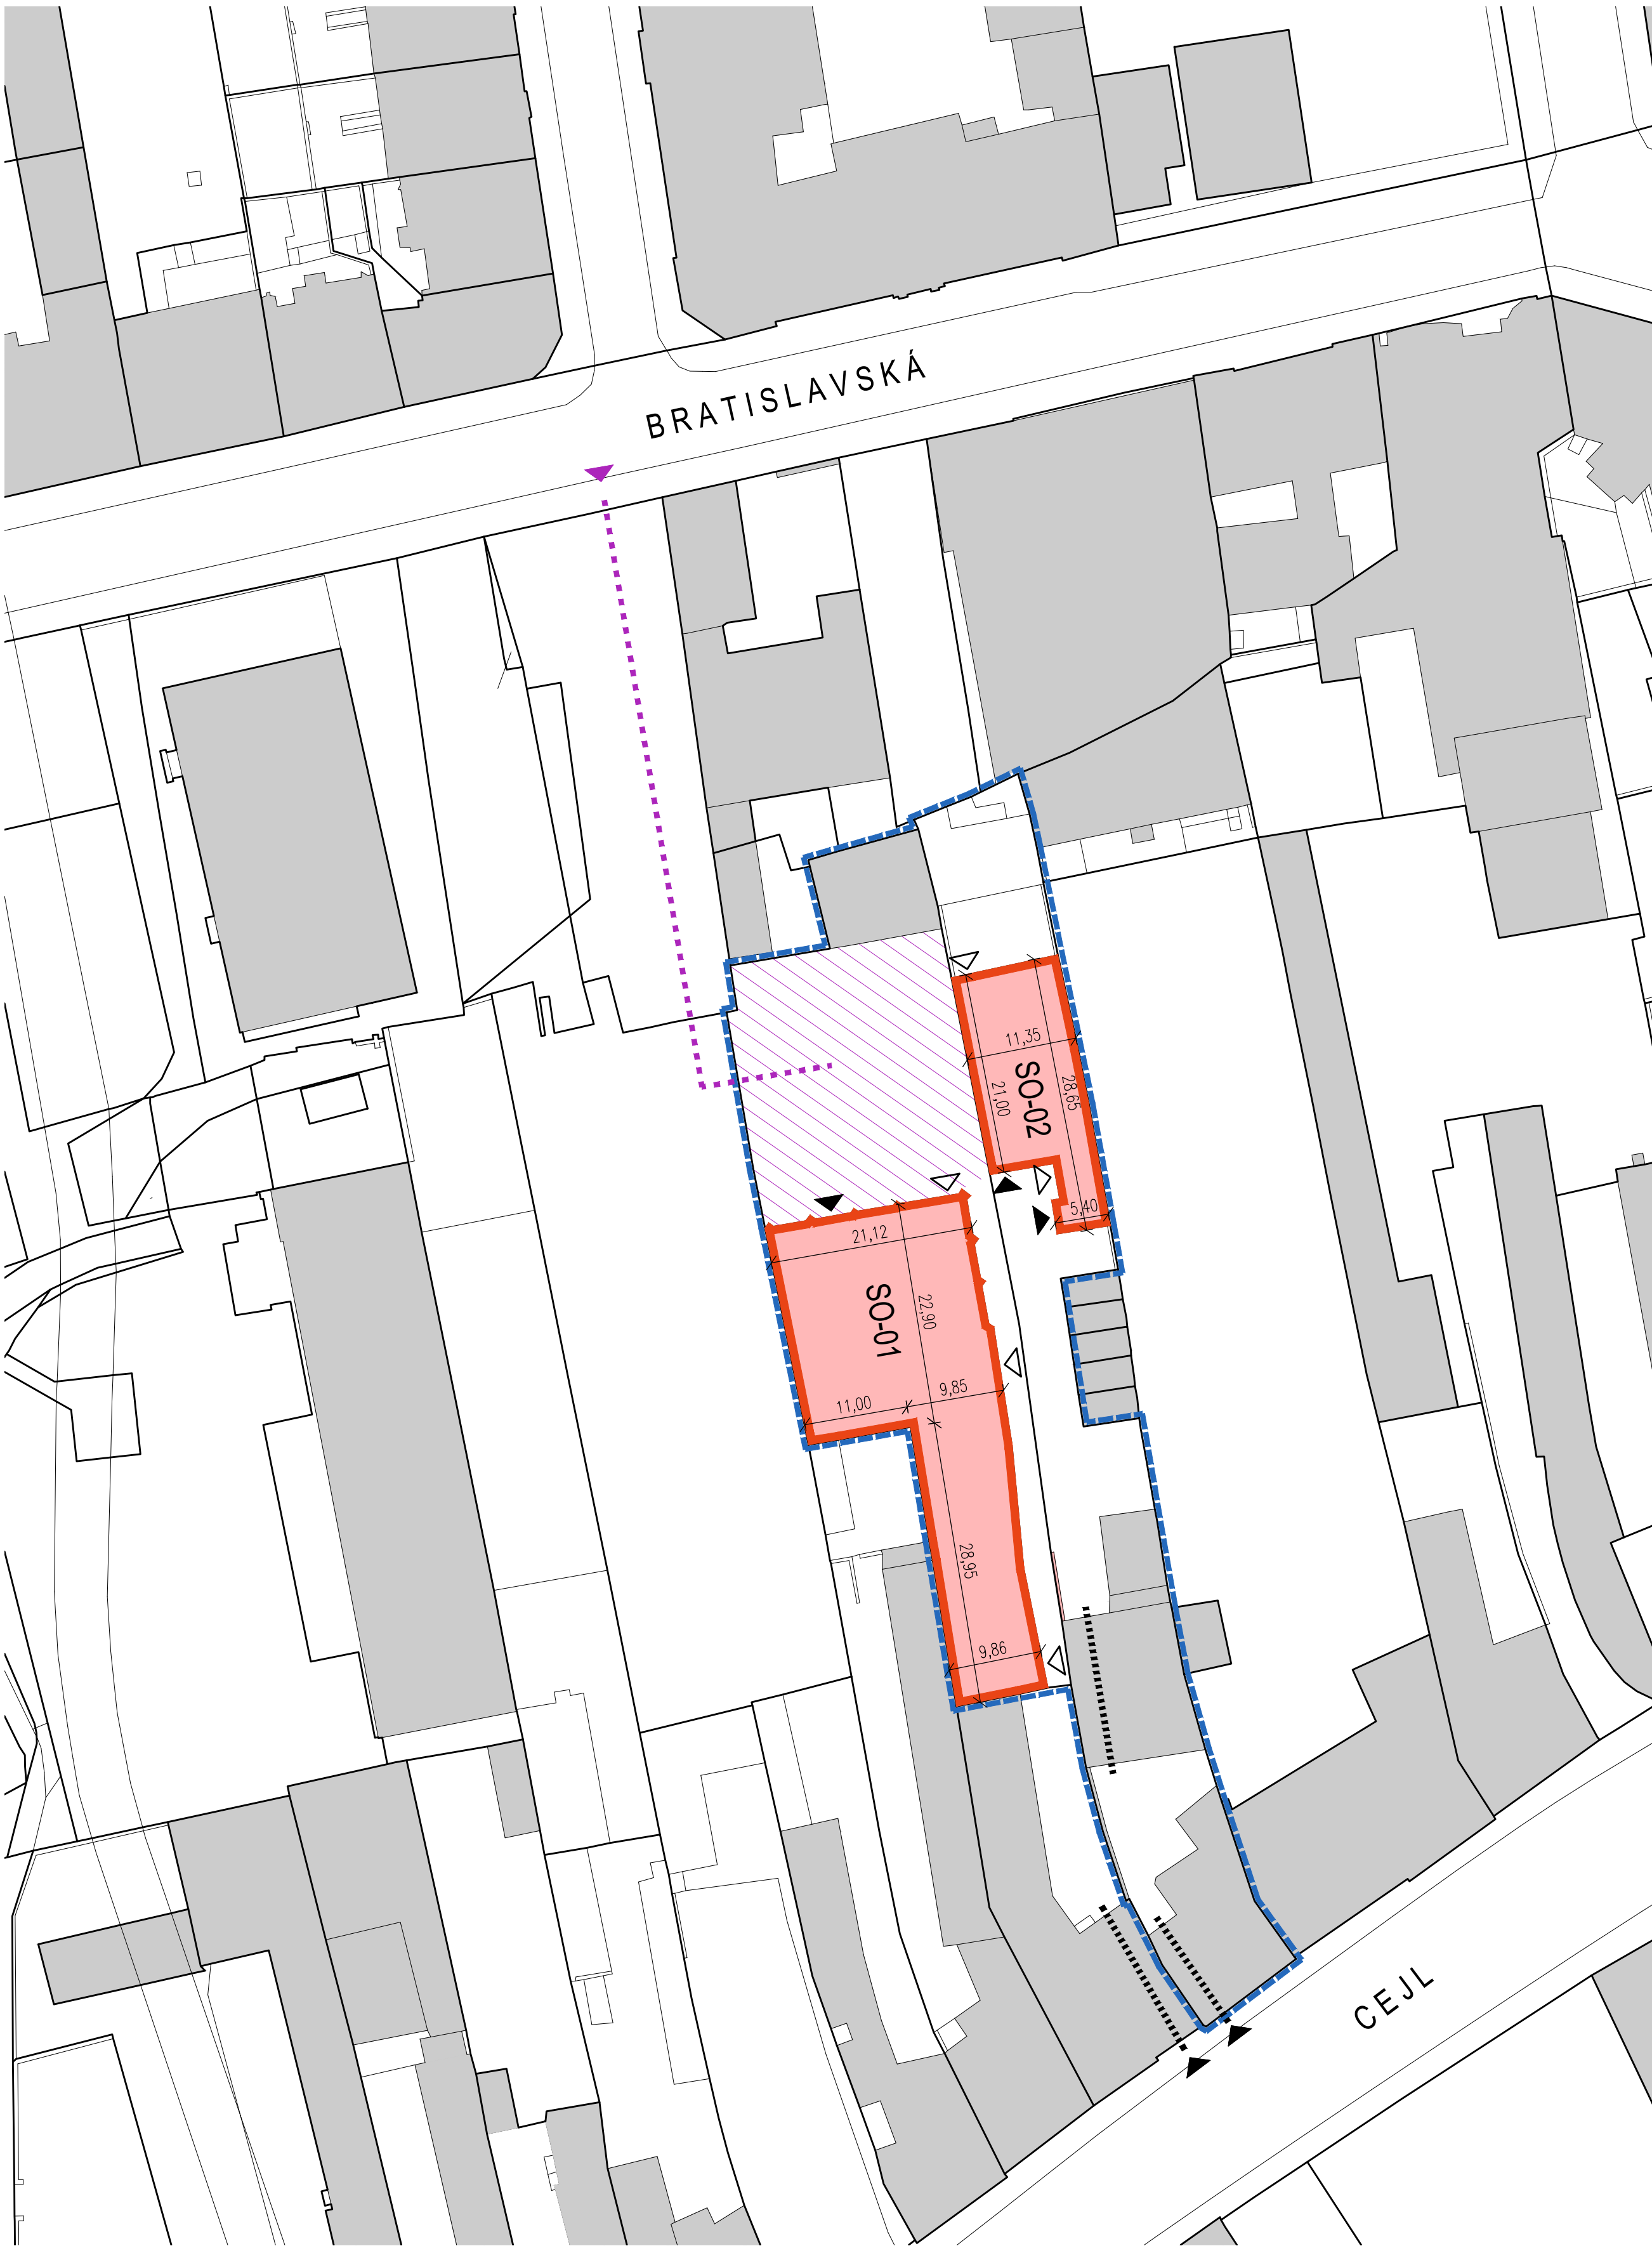 BRATISLAVSKÁ
11,35
SO-02
21,00
28,65
5,40
21,12
SO-01
22,90
11,00
9,85
28,95
9,86
CEJL